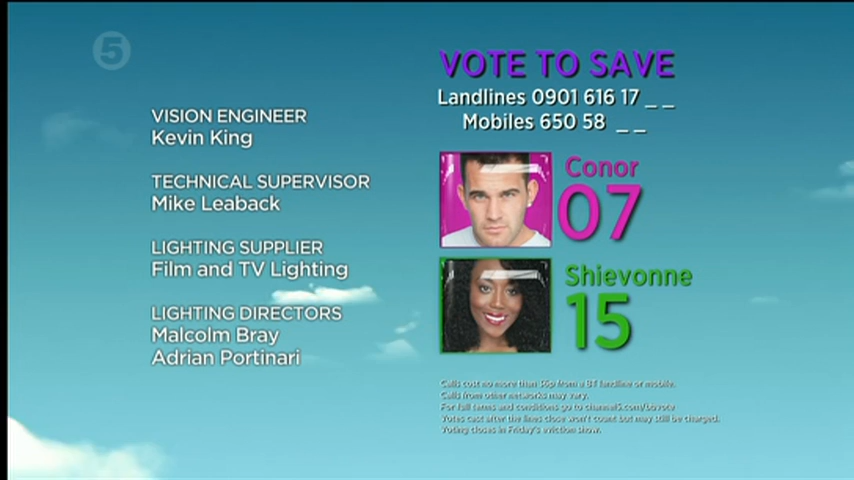 5
VISION ENGINEER
Kevin King
TECHNICAL SUPERVISOR
Mike Leaback
LIGHTING SUPPLIER
Film and TV Lighting
LIGHTING DIRECTORS
Malcolm Bray
Adrian Portinari
VOTE TO SAVE
Landlines 0901 616 17 _ _
Mobiles 650 58 _ _
Conor
07
Shievonne
15
Calls cost no more than 36p from a BT landline or mobile.
Calls from other networks may vary.
For full terms and conditions go to channel5.com/bbvote
Votes cast after the lines close won't count but may still be charged.
Voting closes in Friday's eviction show.